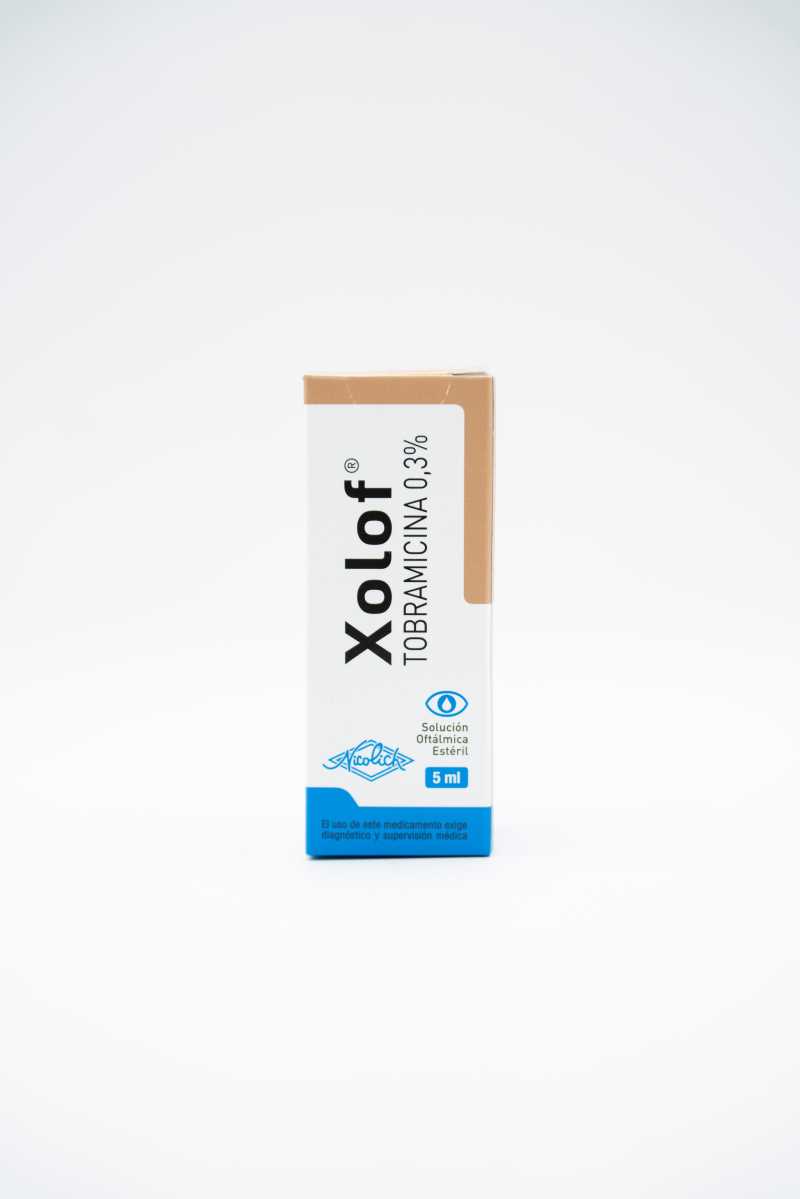 Xolof®
TOBRAMICINA 0,3%
Solución
Oftálmica
Estéril
Nicolich
5 ml
El uso de este medicamento exige
diagnóstico y supervisión médica